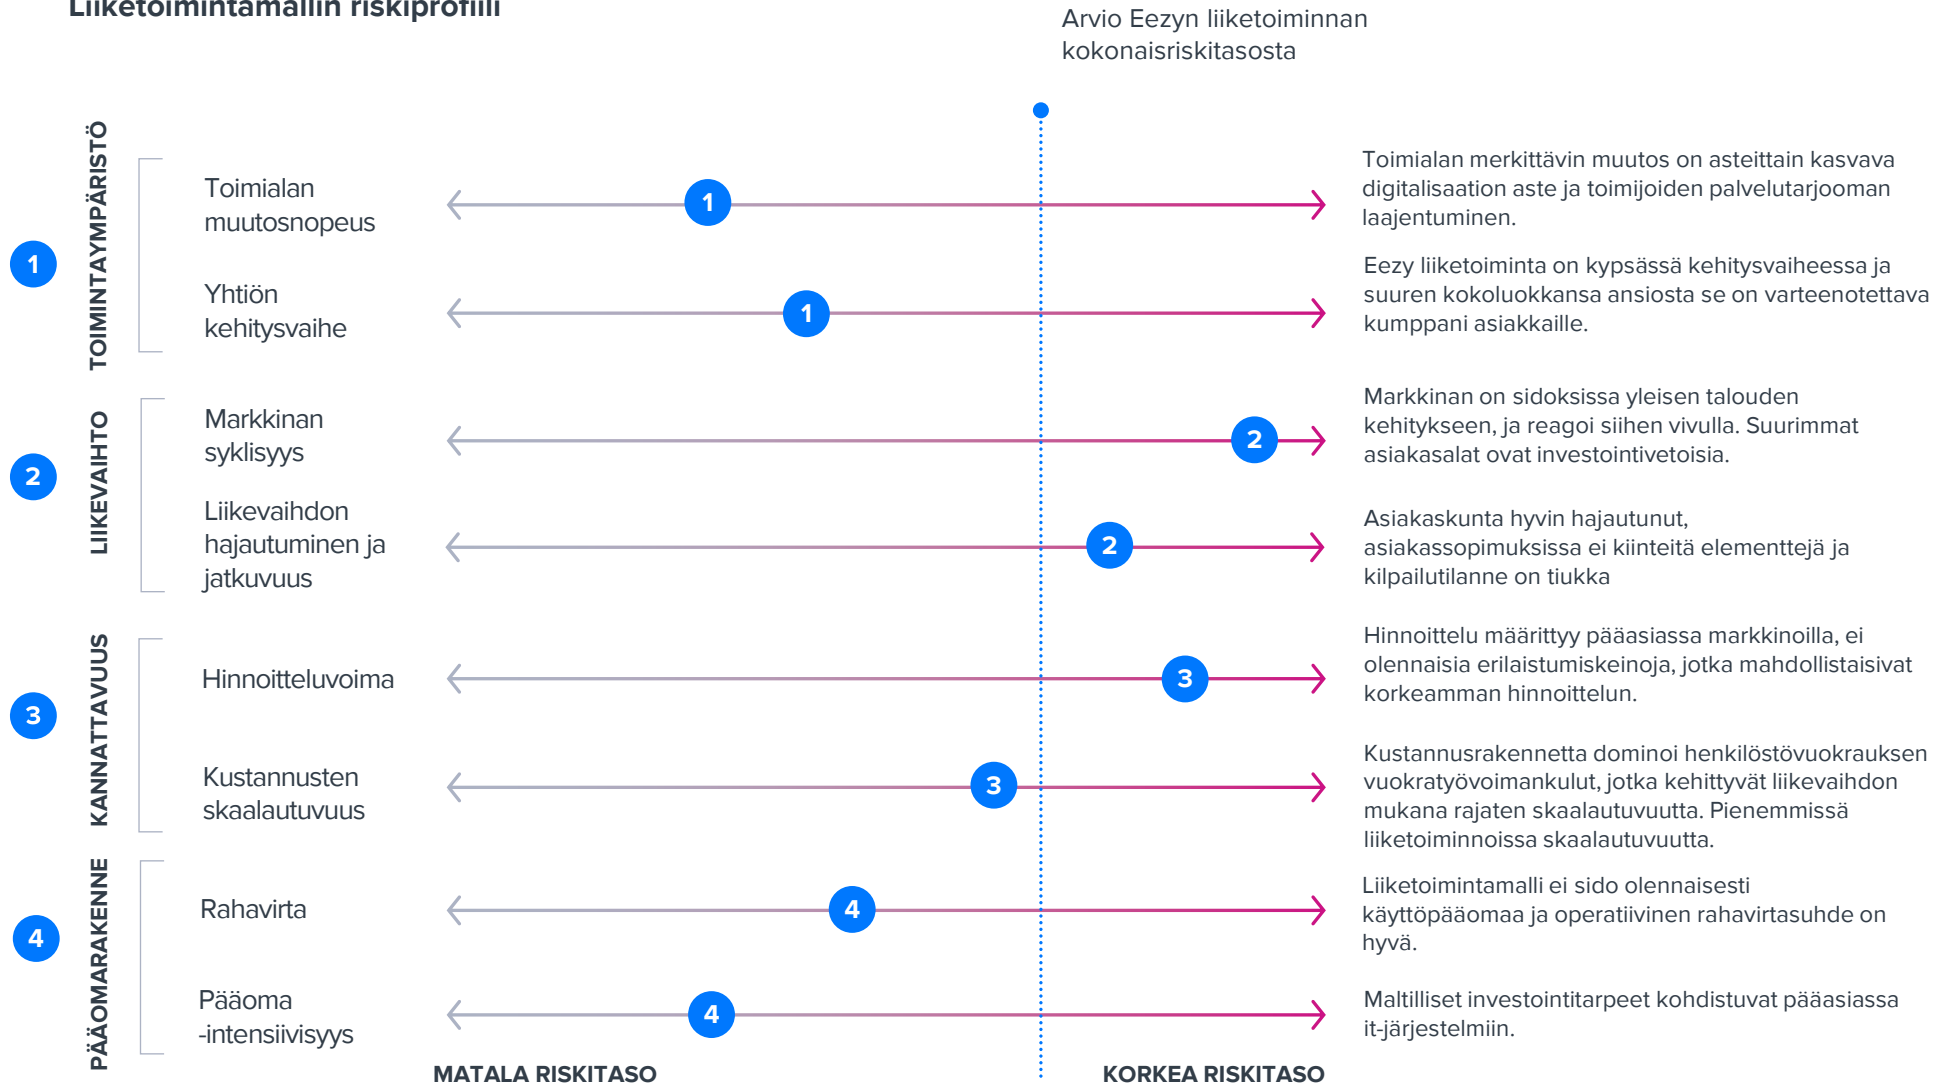 Liiketoimintamallin riskiprofiili
Arvio Eezyn liiketoiminnan
kokonaisriskitasosta
1
TOIMINTAYMPÄRISTÖ
Toimialan
muutosnopeus
1
Toimialan merkittävin muutos on asteittain kasvava
digitalisaation aste ja toimijoiden palvelutarjooman
laajentuminen.
Yhtiön
kehitysvaihe
1
Eezy liiketoiminta on kypsässä kehitysvaiheessa ja
suuren kokoluokkansa ansiosta se on varteenotettava
kumppani asiakkaille.
2
LIIKEVAIHTO
Markkinan
syklisyys
2
Markkinan on sidoksissa yleisen talouden
kehitykseen, ja reagoi siihen vivulla. Suurimmat
asiakasalat ovat investointivetoisia.
Liikevaihdon
hajautuminen ja
jatkuvuus
2
Asiakaskunta hyvin hajautunut,
asiakassopimuksissa ei kiinteitä elementtejä ja
kilpailutilanne on tiukka
3
KANNATTAVUUS
Hinnoitteluvoima
3
Hinnoittelu määrittyy pääasiassa markkinoilla, ei
olennaisia erilaistumiskeinoja, jotka mahdollistaisivat
korkeamman hinnoittelun.
Kustannusten
skaalautuvuus
3
Kustannusrakennetta dominoi henkilöstövuokrauksen
vuokratyövoimankulut, jotka kehittyvät liikevaihdon
mukana rajaten skaalautuvuutta. Pienemmissä
liiketoiminnoissa skaalautuvuutta.
4
PÄÄOMARAKENNE
Rahavirta
4
Liiketoimintamalli ei sido olennaisesti
käyttöpääomaa ja operatiivinen rahavirtasuhde on
hyvä.
Pääoma
-intensiivisyys
4
Maltilliset investointitarpeet kohdistuvat pääasiassa
it-järjestelmiin.
MATALA RISKITASO
KORKEA RISKITASO